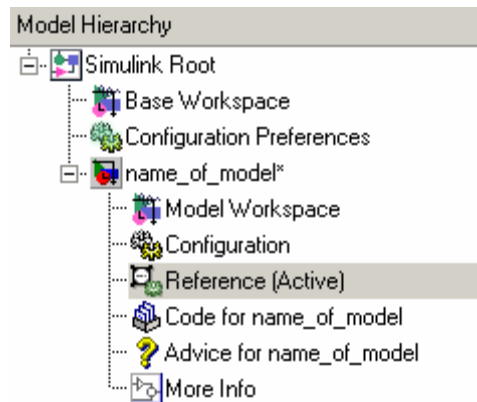 Model Hierarchy
Simulink Root
Base Workspace
Configuration Preferences
name_of_model*
Model Workspace
Configuration
Reference (Active)
Code for name_of_model
Advice for name_of_model
More Info